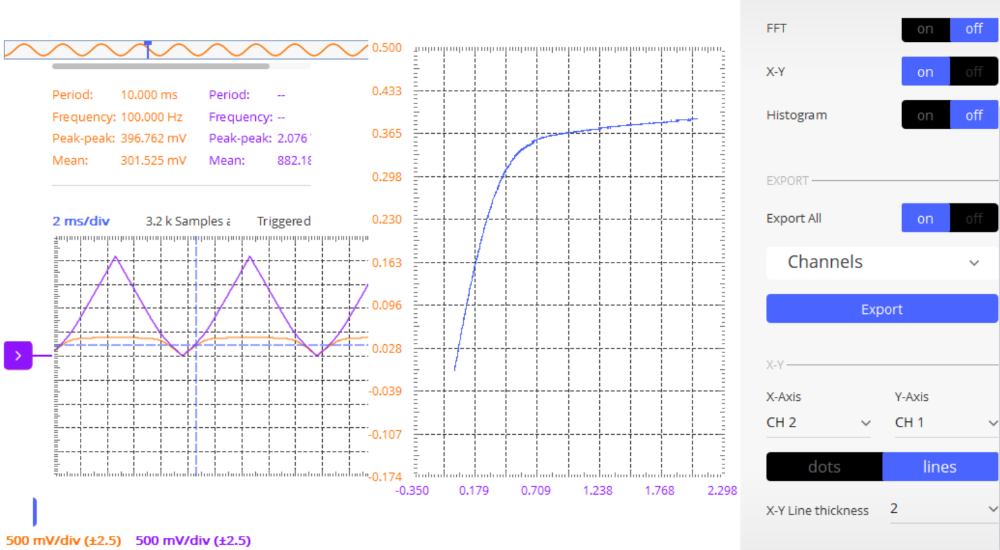 Period: 10.000 ms Period: --
Frequency: 100.000 Hz Frequency: --
Peak-peak: 396.762 mV Peak-peak: 2.076
Mean: 301.525 mV Mean: 882.18
2 ms/div 3.2 k Samples a Triggered
500 mV/div (±2.5) 500 mV/div (±2.5)
0.500
0.433
0.365
0.298
0.230
0.163
0.096
0.028
-0.039
-0.107
-0.174
-0.350 0.179 0.709 1.238 1.768 2.298
FFT on off
X-Y on off
Histogram on off
EXPORT
Export All on off
Channels
Export
X-Y
X-Axis Y-Axis
CH 2 CH 1
dots lines
X-Y Line thickness 2